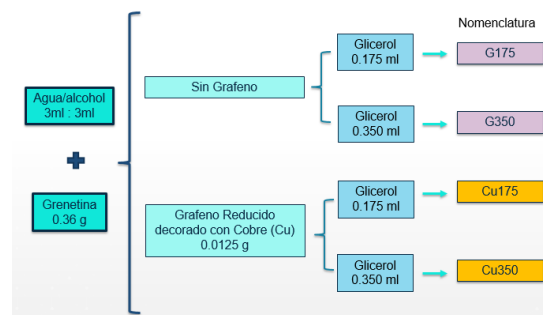 Nomenclatura
Agua/alcohol
3ml : 3ml
Grenetina
0.36 g
Sin Grafeno
Glicerol
0.175 ml
G175
Glicerol
0.350 ml
G350
Grafeno Reducido
decorado con Cobre (Cu)
0.0125 g
Glicerol
0.175 ml
Cu175
Glicerol
0.350 ml
Cu350